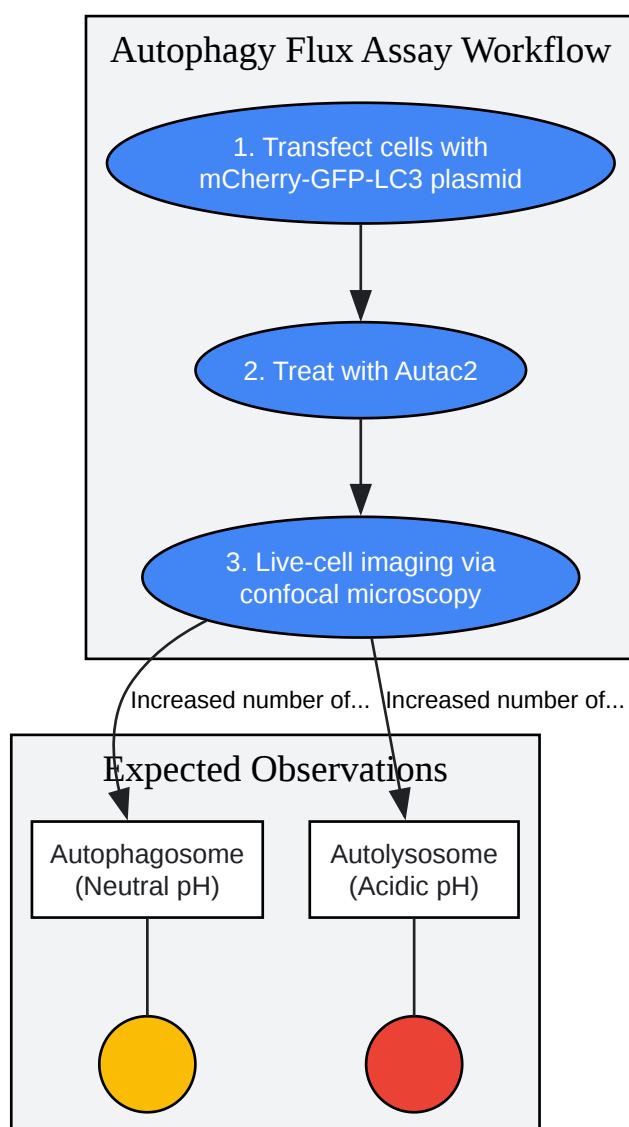 Autophagy Flux Assay Workflow
1. Transfect cells with
mCherry-GFP-LC3 plasmid
2. Treat with Autac2
3. Live-cell imaging via
confocal microscopy
Increased number of...
Increased number of...
Expected Observations
Autophagosome
(Neutral pH)
Autolysosome
(Acidic pH)